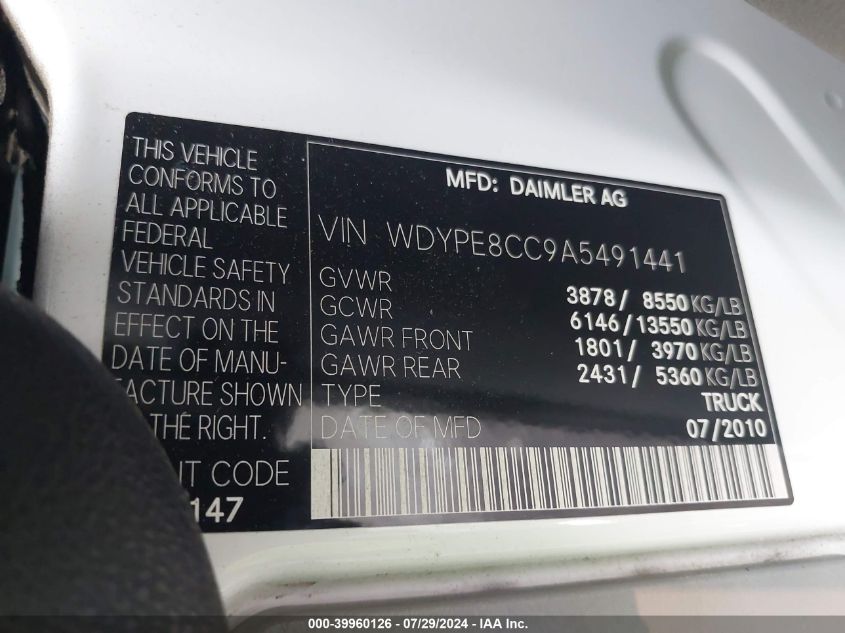 THIS VEHICLE
CONFORMS TO
ALL APPLICABLE
FEDERAL
VEHICLE SAFETY
STANDARDS IN
EFFECT ON THE
DATE OF MANU-
FACTURE SHOWN
THE RIGHT.
IT CODE
147
MFD: DAIMLER AG
VIN WDYPE8CC9A5491441
GVWR 3878/ 8550 KG/LB
GCWR 6146/13550 KG/LB
GAWR FRONT 1801/ 3970 KG/LB
GAWR REAR 2431/ 5360 KG/LB
TYPE TRUCK
DATE OF MFD 07/2010
000-39960126 - 07/29/2024 - IAA Inc.